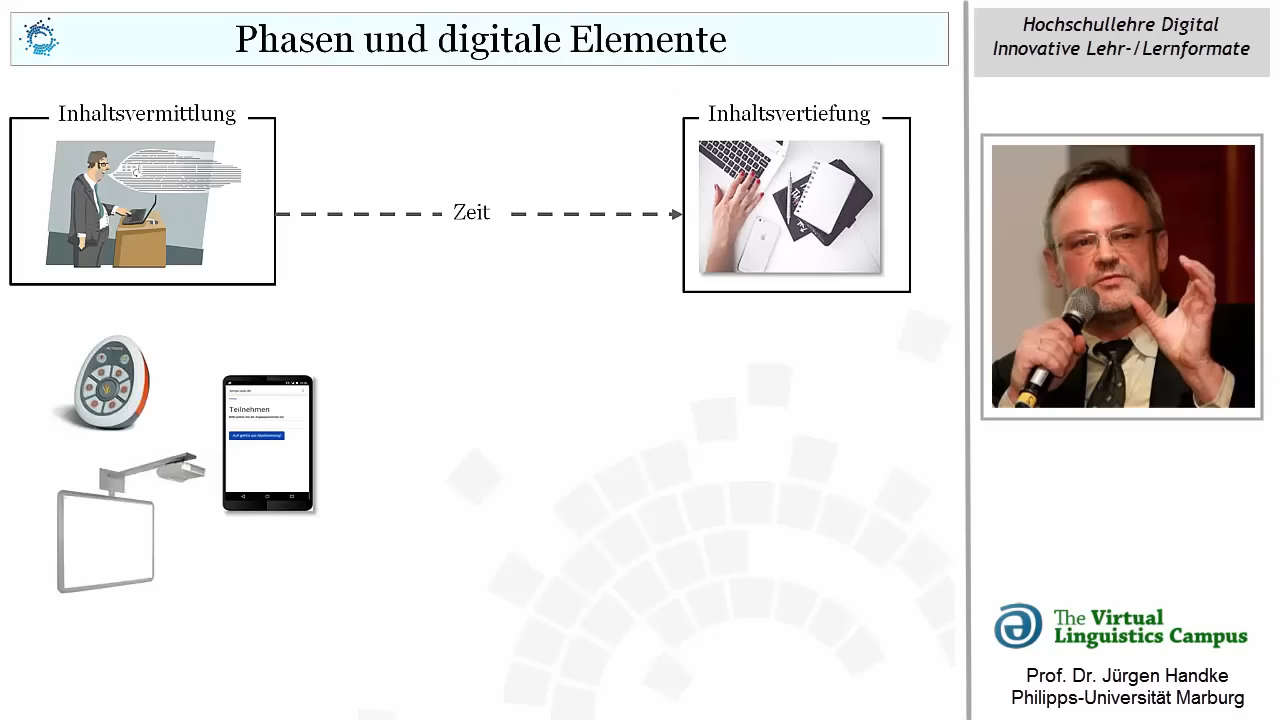 Phasen und digitale Elemente
Hochschullehre Digital
Innovative Lehr-/Lernformate
Inhaltsvermittlung
Inhaltsvertiefung
Zeit
Teilnehmen
The Virtual
Linguistics Campus
Prof. Dr. Jürgen Handke
Philipps-Universität Marburg